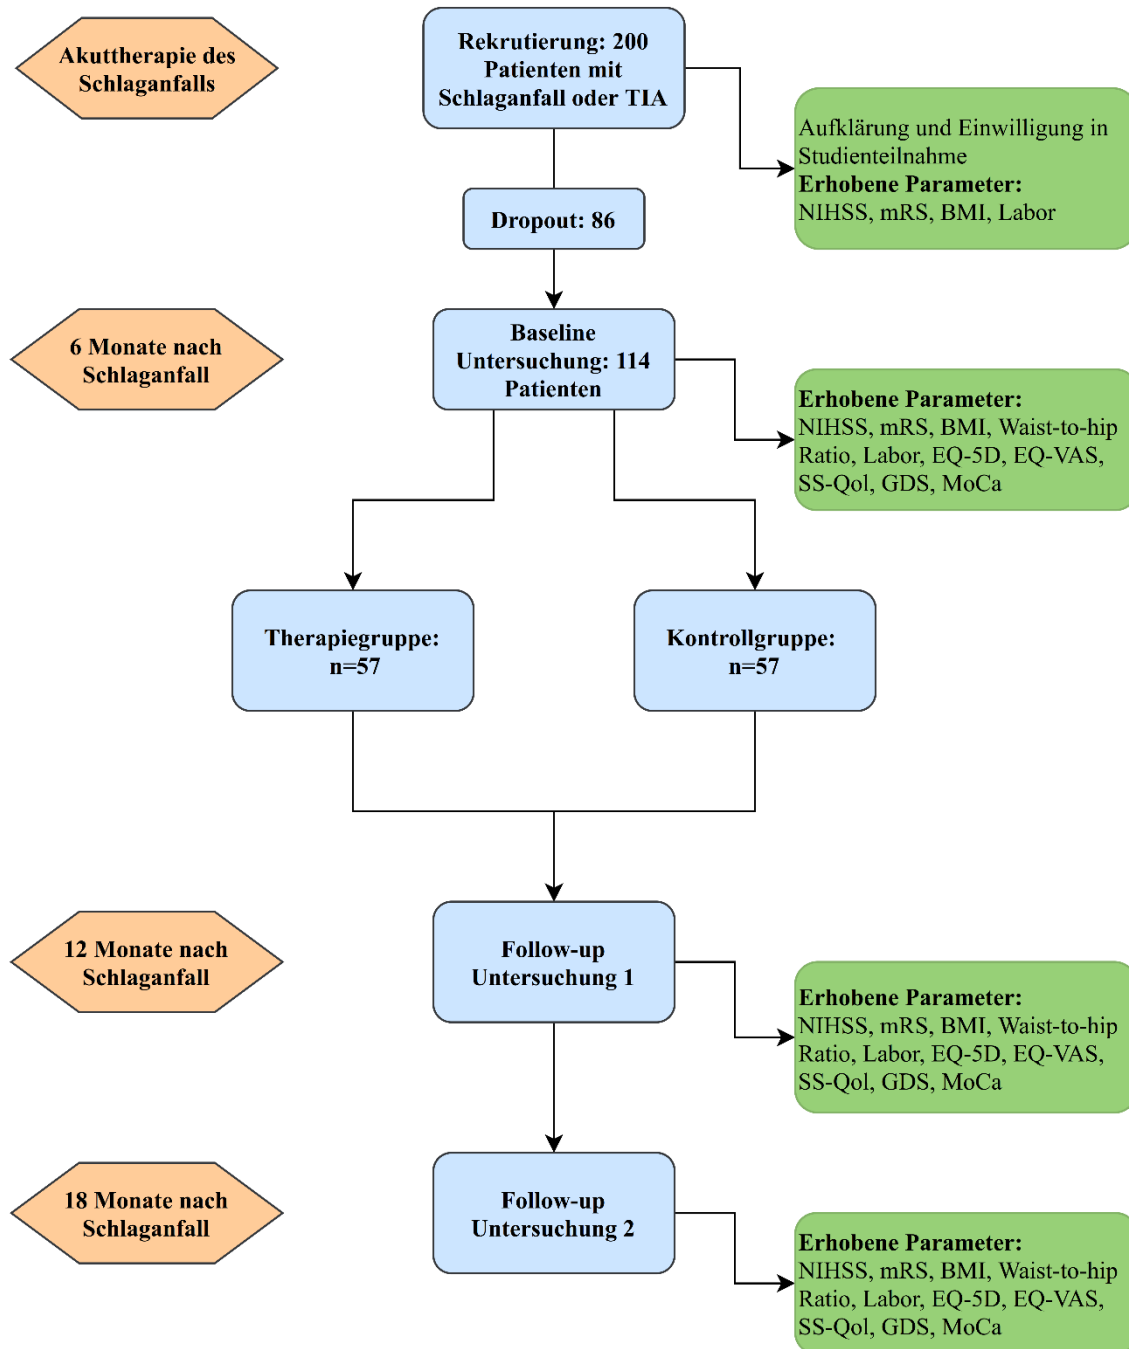 Akuttherapie des
Schlaganfalls
Rekrutierung: 200
Patienten mit
Schlaganfall oder TIA
Aufklärung und Einwilligung in
Studienteilnahme
Erhobene Parameter:
NIHSS, mRS, BMI, Labor
Dropout: 86
6 Monate nach
Schlaganfall
Baseline
Untersuchung: 114
Patienten
Erhobene Parameter:
NIHSS, mRS, BMI, Waist-to-hip
Ratio, Labor, EQ-5D, EQ-VAS,
SS-Qol, GDS, MoCa
Therapiegruppe:
n=57
Kontrollgruppe:
n=57
12 Monate nach
Schlaganfall
Follow-up
Untersuchung 1
Erhobene Parameter:
NIHSS, mRS, BMI, Waist-to-hip
Ratio, Labor, EQ-5D, EQ-VAS,
SS-Qol, GDS, MoCa
18 Monate nach
Schlaganfall
Follow-up
Untersuchung 2
Erhobene Parameter:
NIHSS, mRS, BMI, Waist-to-hip
Ratio, Labor, EQ-5D, EQ-VAS,
SS-Qol, GDS, MoCa